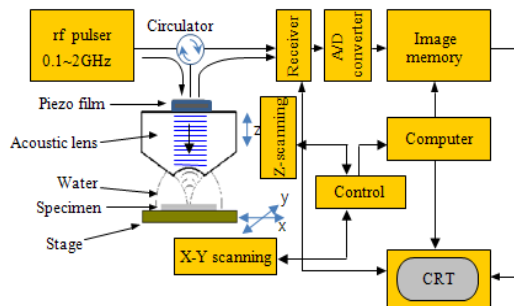 Circulator
rf pulser
0.1~2GHz
Receiver
A/D
converter
Image
memory
Piezo film
Acoustic lens
z
Z-scanning
Computer
Water
Specimen
Stage
y
x
Control
X-Y scanning
CRT